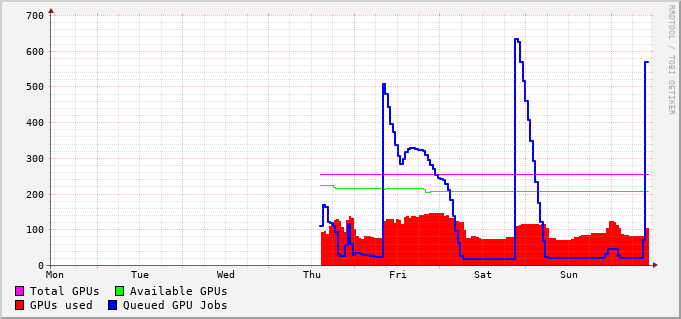 700
600
500
400
300
200
100
0
Mon Tue Wed Thu Fri Sat Sun
Total GPUs Available GPUs
GPUs used Queued GPU Jobs
RRDTOOL / TOBI OETIKER